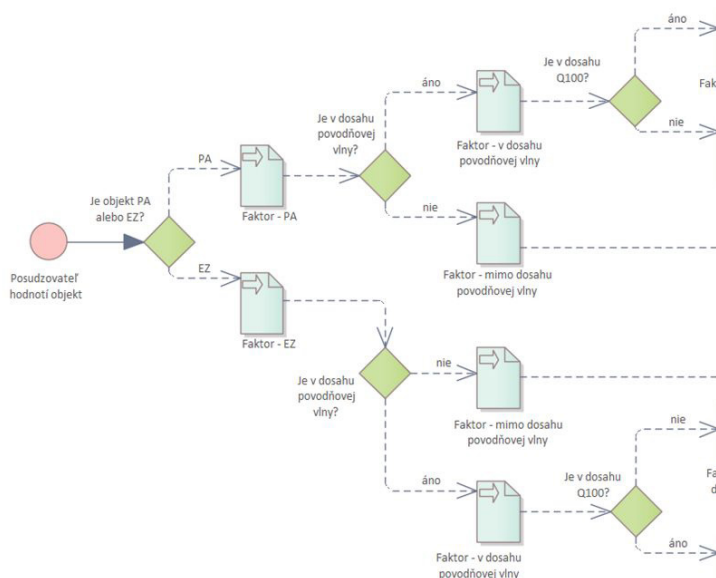 Posudzovateľ
hodnotí objekt
Je objekt PA
alebo EZ?
PA
EZ
Faktor - PA
Je v dosahu
povodňovej
vlny?
áno
nie
Faktor - v dosahu
povodňovej vlny
Je v dosahu
Q100?
áno
nie
Faktor - mimo dosahu
povodňovej vlny
Faktor - EZ
Je v dosahu
povodňovej
vlny?
nie
áno
Faktor - mimo dosahu
povodňovej vlny
Faktor - v dosahu
povodňovej vlny
Je v dosahu
Q100?
nie
áno